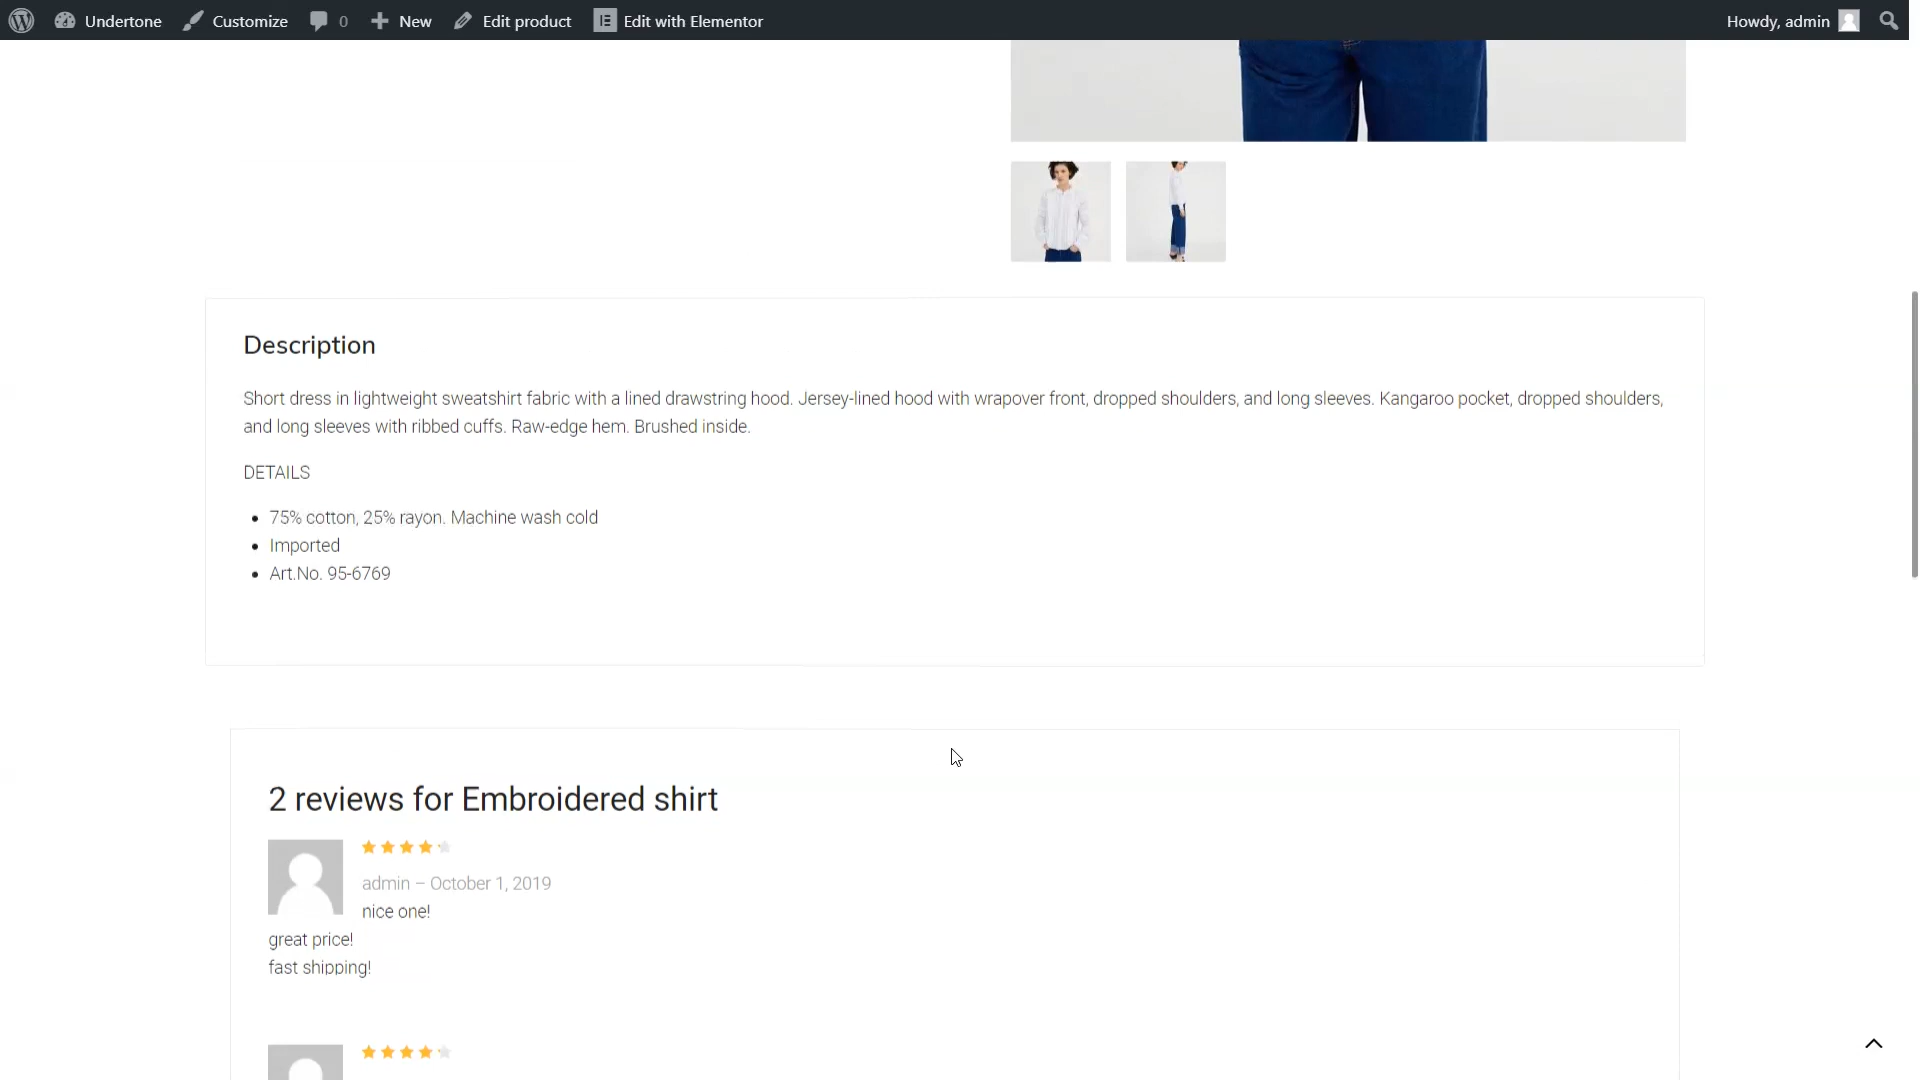 Undertone Customize 0 New Edit product Edit with Elementor Howdy, admin
Description
Short dress in lightweight sweatshirt fabric with a lined drawstring hood. Jersey-lined hood with wrapover front, dropped shoulders, and long sleeves. Kangaroo pocket, dropped shoulders,
and long sleeves with ribbed cuffs. Raw-edge hem. Brushed inside.
DETAILS
75% cotton, 25% rayon. Machine wash cold
Imported
Art.No. 95-6769
2 reviews for Embroidered shirt
admin – October 1, 2019
nice one!
great price!
fast shipping!